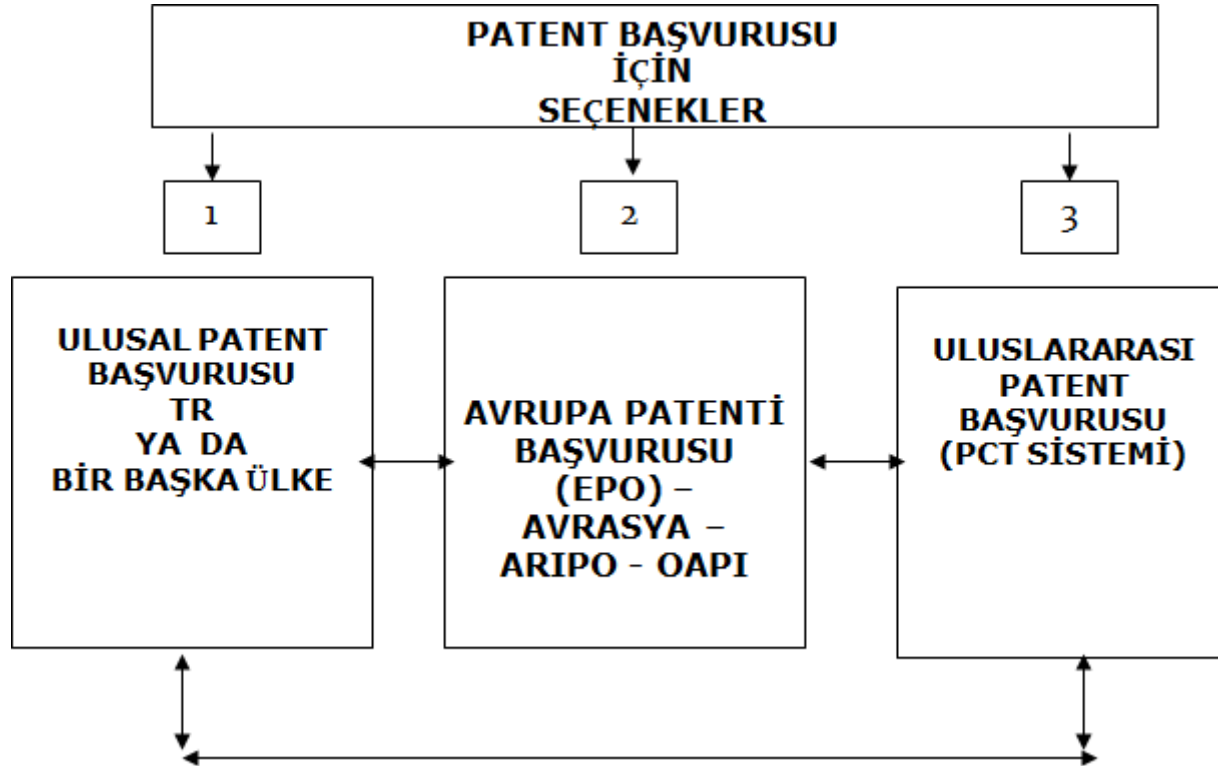 PATENT BAŞVURUSU
İÇİN
SEÇENEKLER
1
2
3
ULUSAL PATENT
BAŞVURUSU
TR
YA DA
BİR BAŞKA ÜLKE
AVRUPA PATENTİ
BAŞVURUSU
(EPO) –
AVRASYA –
ARIPO - OAPI
ULUSLARARASI
PATENT
BAŞVURUSU
(PCT SİSTEMİ)